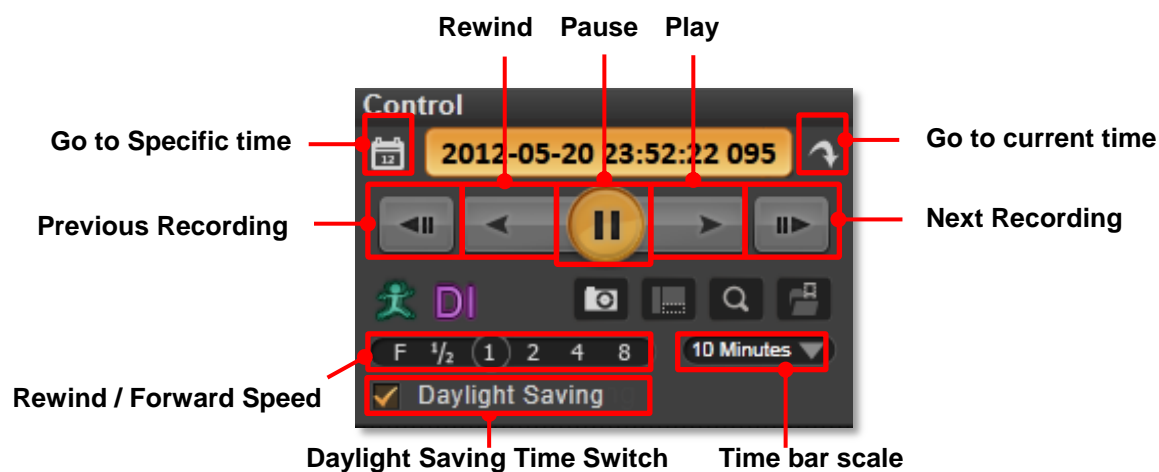 Rewind Pause Play
Control
Go to Specific time
12
2012-05-20 23:52:22 095
Go to current time
Previous Recording
Next Recording
DI
F 1/2 1 2 4 8
10 Minutes
Rewind / Forward Speed
Daylight Saving
Daylight Saving Time Switch
Time bar scale